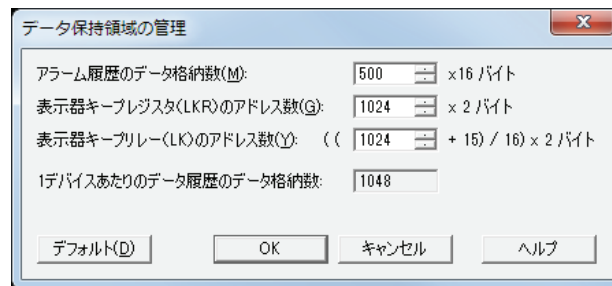 データ保持領域の管理
アラーム履歴のデータ格納数(M): 500 ×16 バイト
表示器キープレジスタ(LKR)のアドレス数(G): 1024 × 2 バイト
表示器キープリレー(LK)のアドレス数(Y): (( 1024 + 15) / 16) × 2 バイト
1デバイスあたりのデータ履歴のデータ格納数: 1048
デフォルト(D) OK キャンセル ヘルプ